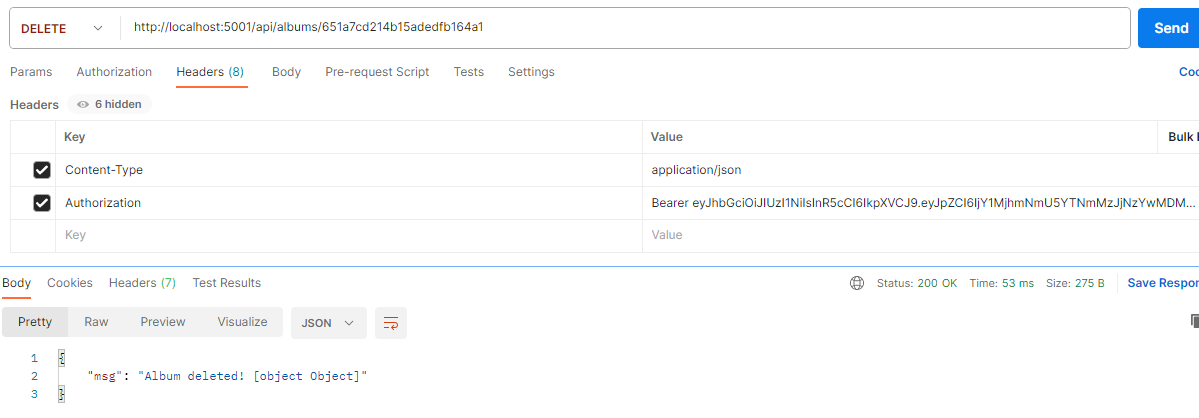 DELETE http://localhost:5001/api/albums/651a7cd214b15adedfb164a1 Send
Params Authorization Headers (8) Body Pre-request Script Tests Settings Coo
Headers 6 hidden
Key Value Bulk
Content-Type application/json
Authorization Bearer eyJhbGciOiJIUzI1NiIsInR5cCI6IkpXVCJ9.eyJpZCI6IjY1MjhmNmU5YTNmMzJjNzYwMDM...
Key Value
Body Cookies Headers (7) Test Results Status: 200 OK Time: 53 ms Size: 275 B Save Respon
Pretty Raw Preview Visualize JSON
1 {
2 "msg": "Album deleted! [object Object]"
3 }